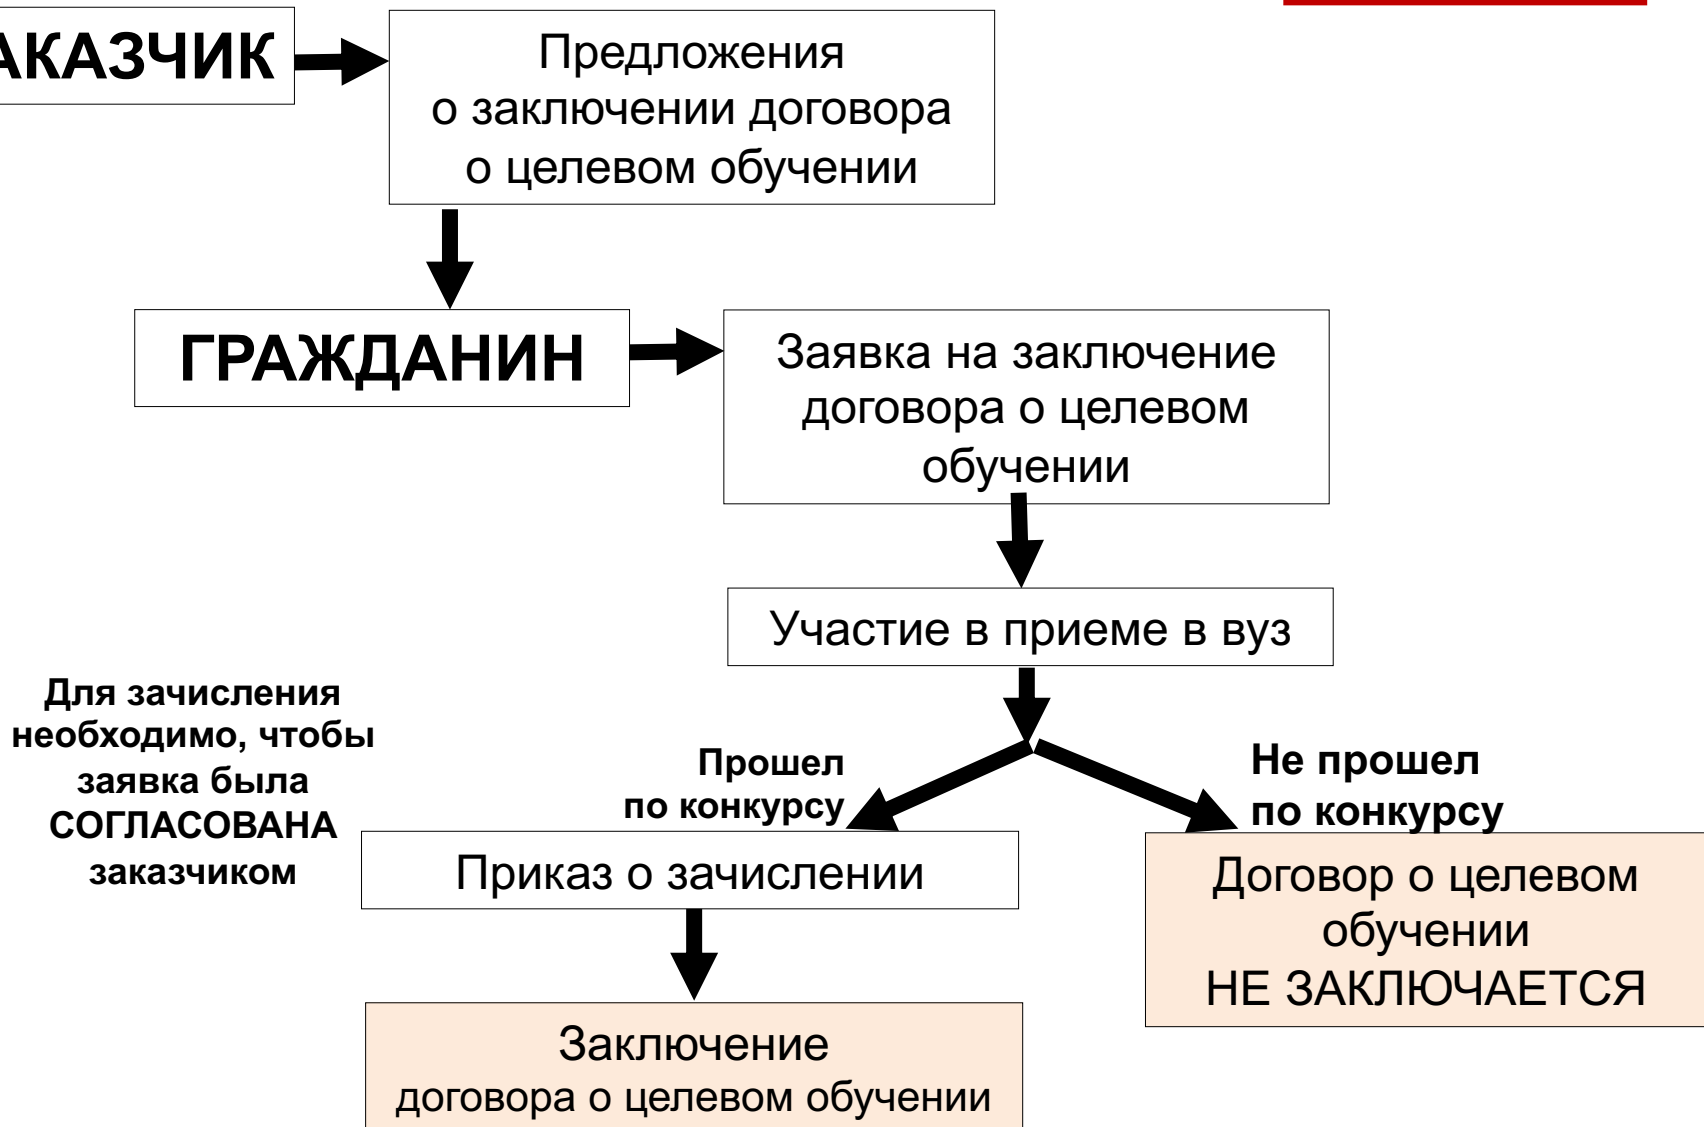 АКАЗЧИК
Предложения
о заключении договора
о целевом обучении
ГРАЖДАНИН
Заявка на заключение
договора о целевом
обучении
Участие в приеме в вуз
Для зачисления
необходимо, чтобы
заявка была
СОГЛАСОВАНА
заказчиком
Прошел
по конкурсу
Не прошел
по конкурсу
Приказ о зачислении
Договор о целевом
обучении
НЕ ЗАКЛЮЧАЕТСЯ
Заключение
договора о целевом обучении